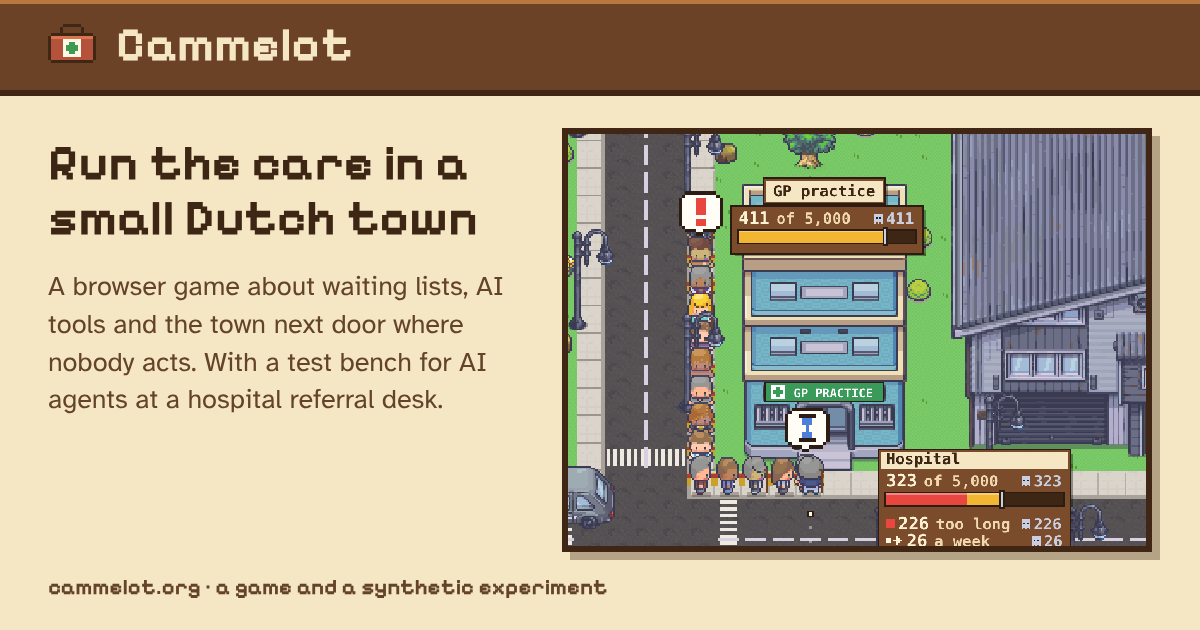 Cammelot
Run the care in a
small Dutch town
A browser game about waiting lists, AI
tools and the town next door where
nobody acts. With a test bench for AI
agents at a hospital referral desk.
GP practice
411 of 5,000 411
GP PRACTICE
Hospital
323 of 5,000 323
226 too long 226
26 a week 26
cammelot.org · a game and a synthetic experiment